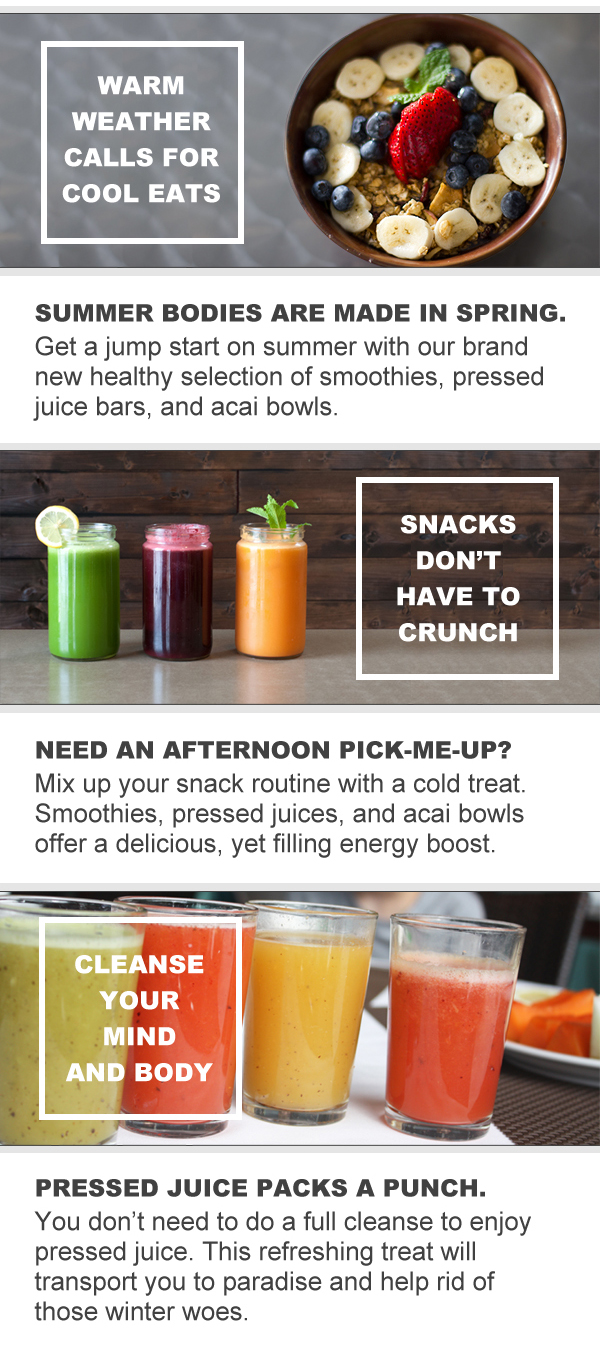 WARM
WEATHER
CALLS FOR
COOL EATS
SUMMER BODIES ARE MADE IN SPRING.
Get a jump start on summer with our brand
new healthy selection of smoothies, pressed
juice bars, and acai bowls.
SNACKS
DON’T
HAVE TO
CRUNCH
NEED AN AFTERNOON PICK-ME-UP?
Mix up your snack routine with a cold treat.
Smoothies, pressed juices, and acai bowls
offer a delicious, yet filling energy boost.
CLEANSE
YOUR
MIND
AND BODY
PRESSED JUICE PACKS A PUNCH.
You don’t need to do a full cleanse to enjoy
pressed juice. This refreshing treat will
transport you to paradise and help rid of
those winter woes.